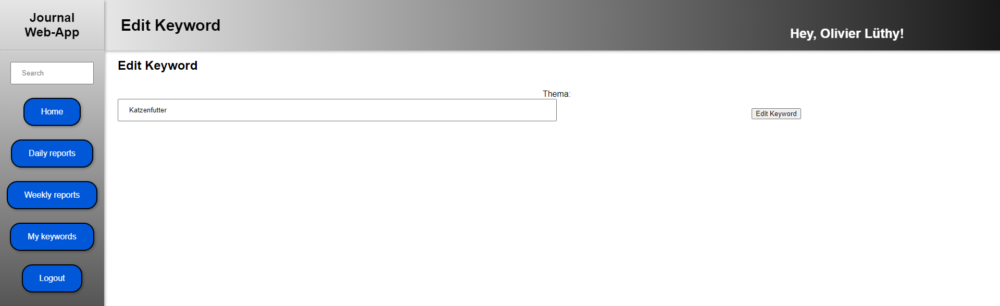 Journal
Web-App
Edit Keyword
Hey, Olivier Lüthy!
Search
Home
Daily reports
Weekly reports
My keywords
Logout
Edit Keyword
Thema:
Katzenfutter
Edit Keyword